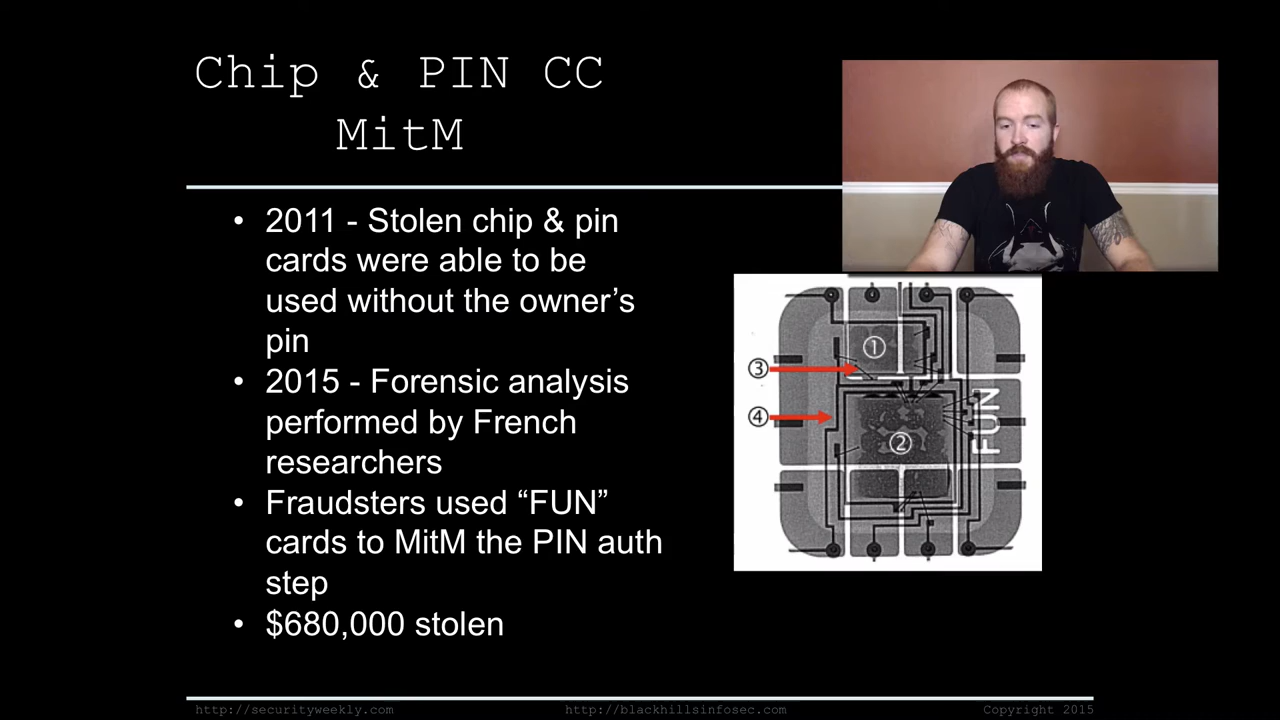 Chip & PIN CC
MitM
• 2011 - Stolen chip & pin
cards were able to be
used without the owner’s
pin
• 2015 - Forensic analysis
performed by French
researchers
• Fraudsters used “FUN”
cards to MitM the PIN auth
step
• $680,000 stolen
①
③
④
②
FUN
http://securityweekly.com
http://blackhillsinfosec.com
Copyright 2015